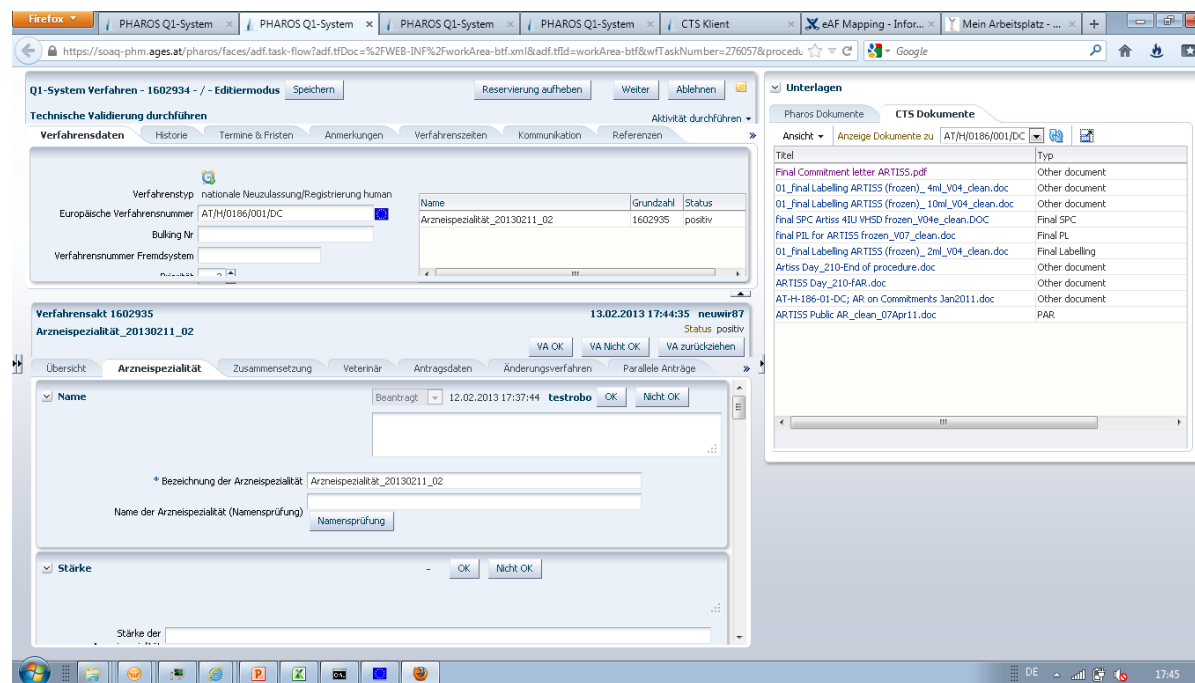 Firefox
PHAROS Q1-System × PHAROS Q1-System × PHAROS Q1-System × PHAROS Q1-System × CTS Klient × eAF Mapping - Infor... × Mein Arbeitsplatz - ... × +
https://soaq-phm.ages.at/pharos/faces/adf.task-flow?adf.tfDoc=%2FWEB-INF%2FworkArea-btf.xml&adf.tfId=workArea-btf&wfTaskNumber=276057&procedu
Google
Q1-System Verfahren - 1602934 - / - Editiermodus Speichern Reservierung aufheben Weiter Ablehnen
Technische Validierung durchführen Aktivität durchführen
Verfahrensdaten Historie Termine & Fristen Anmerkungen Verfahrenszeiten Kommunikation Referenzen »
Verfahrenstyp nationale Neuzulassung/Registrierung human
Europäische Verfahrensnummer AT/H/0186/001/DC
Bulking Nr
Verfahrensnummer Fremdsystem
Name Grundzahl Status
Arzneispezialität_20130211_02 1602935 positiv
Verfahrensakt 1602935 13.02.2013 17:44:35 neuwir87
Arzneispezialität_20130211_02 Status positiv
VA OK VA Nicht OK VA zurückziehen
Übersicht Arzneispezialität Zusammensetzung Veterinär Antragsdaten Änderungsverfahren Parallele Anträge »
Name Beantragt 12.02.2013 17:37:44 testrobo OK Nicht OK
* Bezeichnung der Arzneispezialität Arzneispezialität_20130211_02
Name der Arzneispezialität (Namensprüfung)
Namensprüfung
Stärke - OK Nicht OK
Stärke der
Unterlagen
Pharos Dokumente CTS Dokumente
Ansicht Anzeige Dokumente zu AT/H/0186/001/DC
Titel Typ
Final Commitment letter ARTISS.pdf Other document
01_final Labelling ARTISS (frozen)_ 4ml_V04_clean.doc Other document
01_final Labelling ARTISS (frozen)_ 10ml_V04_clean.doc Other document
final SPC Artiss 4IU VHSD frozen_V04e_clean.DOC Final SPC
final PIL for ARTISS frozen_V07_clean.doc Final PL
01_final Labelling ARTISS (frozen)_ 2ml_V04_clean.doc Final Labelling
Artiss Day_210-End of procedure.doc Other document
ARTISS Day_210-fAR.doc Other document
AT-H-186-01-DC; AR on Commitments Jan2011.doc Other document
ARTISS Public AR_clean_07Apr11.doc PAR
DE 17:45